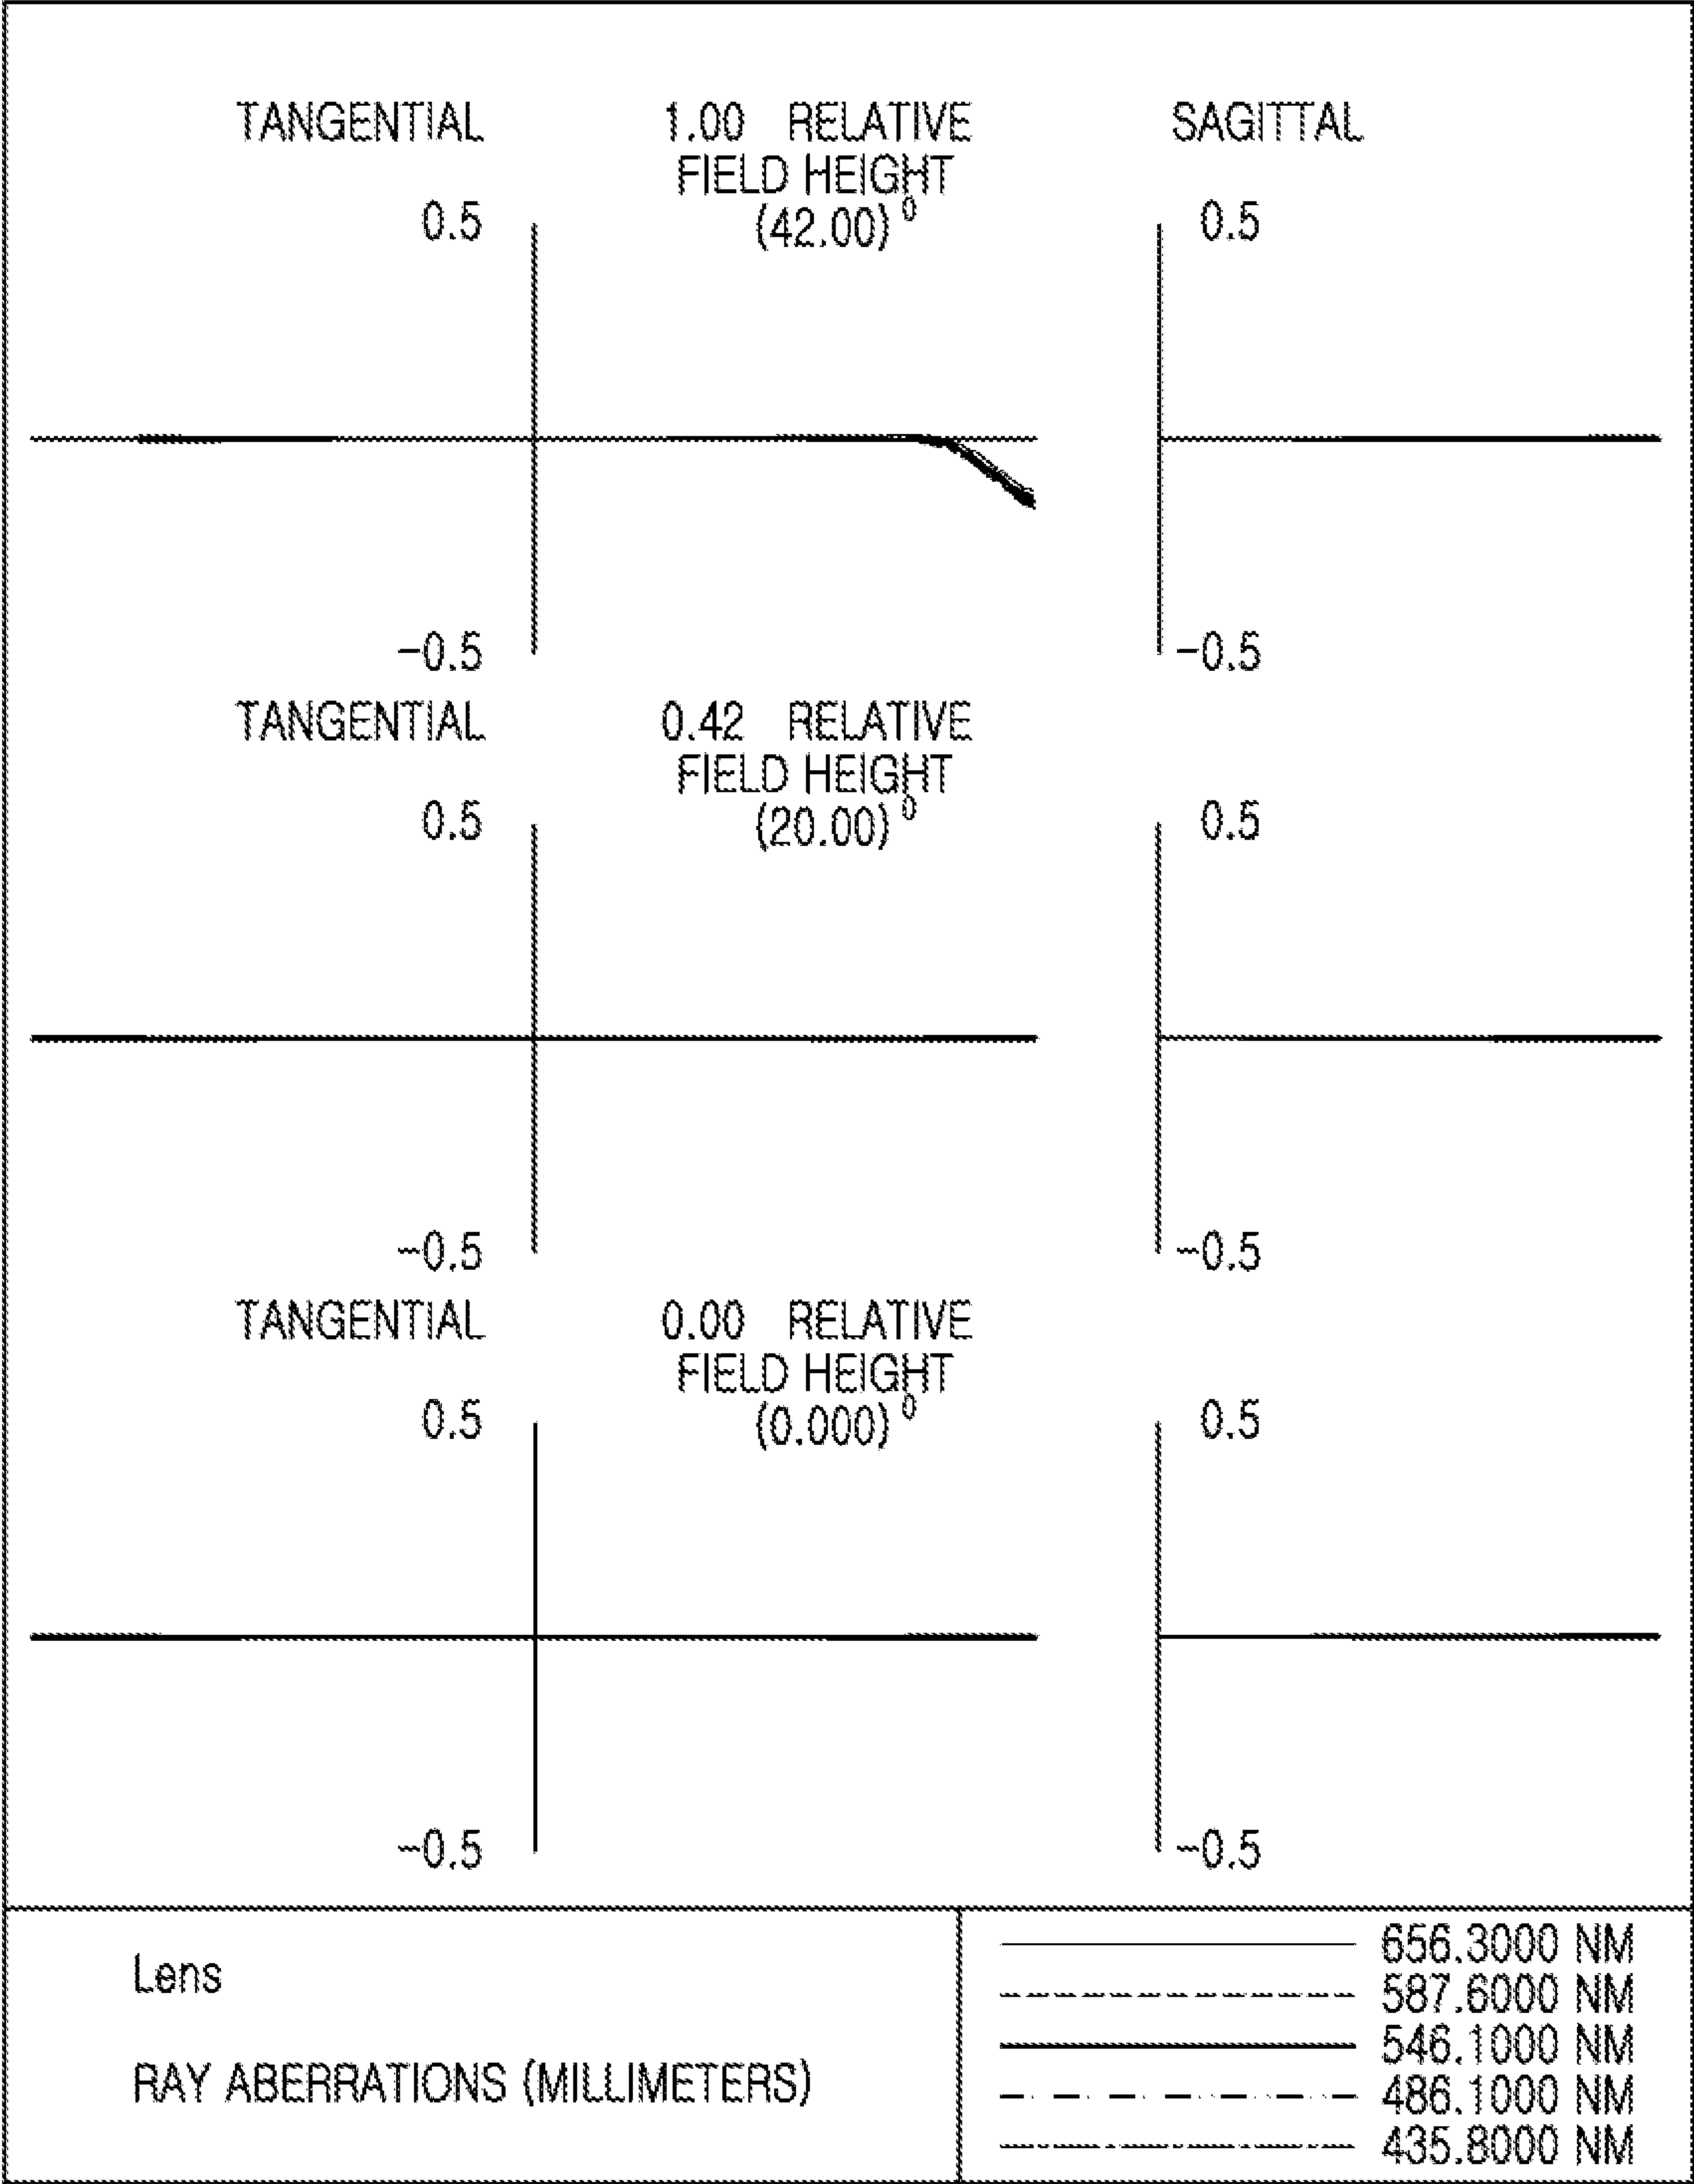 TANGENTIAL 1.00 RELATIVE SAGITTAL
FIELD HEIGHT
0.5 (42.00)⁰ 0.5
-0.5 -0.5
TANGENTIAL 0.42 RELATIVE
FIELD HEIGHT
0.5 (20.00)⁰ 0.5
-0.5 -0.5
TANGENTIAL 0.00 RELATIVE
FIELD HEIGHT
0.5 (0.000)⁰ 0.5
-0.5 -0.5
Lens
RAY ABERRATIONS (MILLIMETERS)
656.3000 NM
587.6000 NM
546.1000 NM
486.1000 NM
435.8000 NM